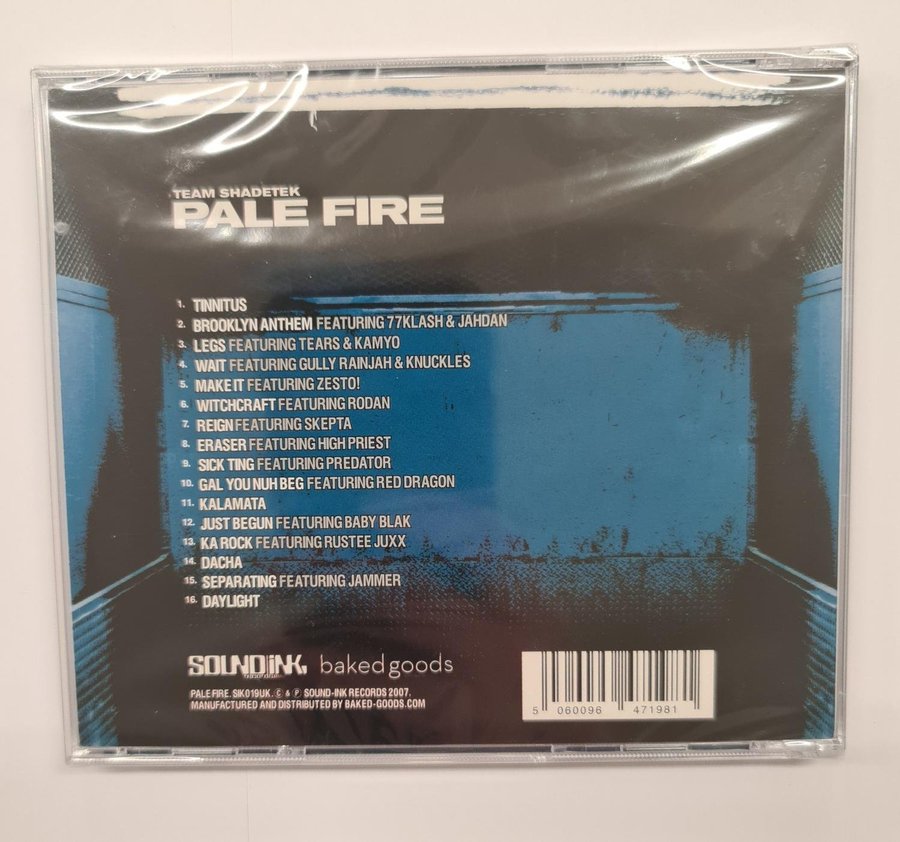 TEAM SHADETEK
PALE FIRE
1. TINNITUS
2. BROOKLYN ANTHEM FEATURING 77KLASH & JAHDAN
3. LEGS FEATURING TEARS & KAMYO
4. WAIT FEATURING GULLY RAINJAH & KNUCKLES
5. MAKE IT FEATURING ZESTO!
6. WITCHCRAFT FEATURING RODAN
7. REIGN FEATURING SKEPTA
8. ERASER FEATURING HIGH PRIEST
9. SICK TING FEATURING PREDATOR
10. GAL YOU NUH BEG FEATURING RED DRAGON
11. KALAMATA
12. JUST BEGUN FEATURING BABY BLAK
13. KA ROCK FEATURING RUSTEE JUXX
14. DACHA
15. SEPARATING FEATURING JAMMER
16. DAYLIGHT
SOUND-iNK. baked goods
PALE FIRE. SIK019UK. © & ℗ SOUND-INK RECORDS 2007.
MANUFACTURED AND DISTRIBUTED BY BAKED-GOODS.COM
5 060096 471981